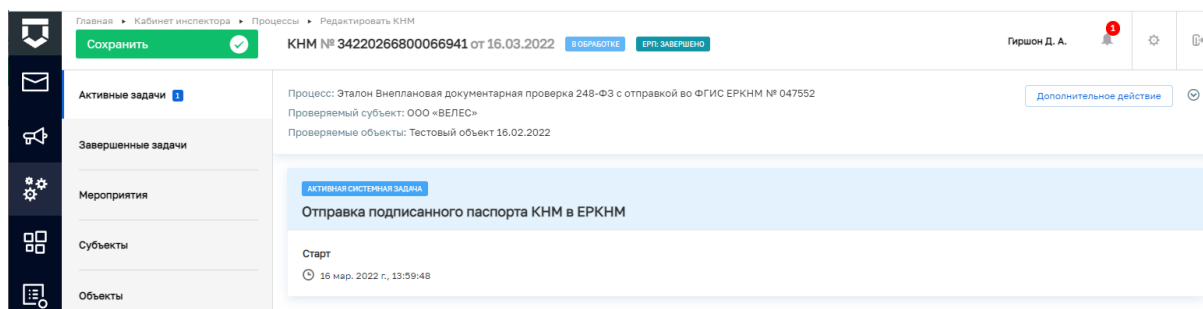 Главная ▸ Кабинет инспектора ▸ Процессы ▸ Редактировать КНМ
Сохранить
КНМ № 34220266800066941 от 16.03.2022 В ОБРАБОТКЕ ЕРП: ЗАВЕРШЕНО
Гиршон Д. А.
1
Активные задачи 1
Завершенные задачи
Мероприятия
Субъекты
Объекты
Процесс: Эталон Внеплановая документарная проверка 248-ФЗ с отправкой во ФГИС ЕРКНМ № 047552
Проверяемый субъект: ООО «ВЕЛЕС»
Проверяемые объекты: Тестовый объект 16.02.2022
Дополнительное действие
АКТИВНАЯ СИСТЕМНАЯ ЗАДАЧА
Отправка подписанного паспорта КНМ в ЕРКНМ
Старт
16 мар. 2022 г., 13:59:48